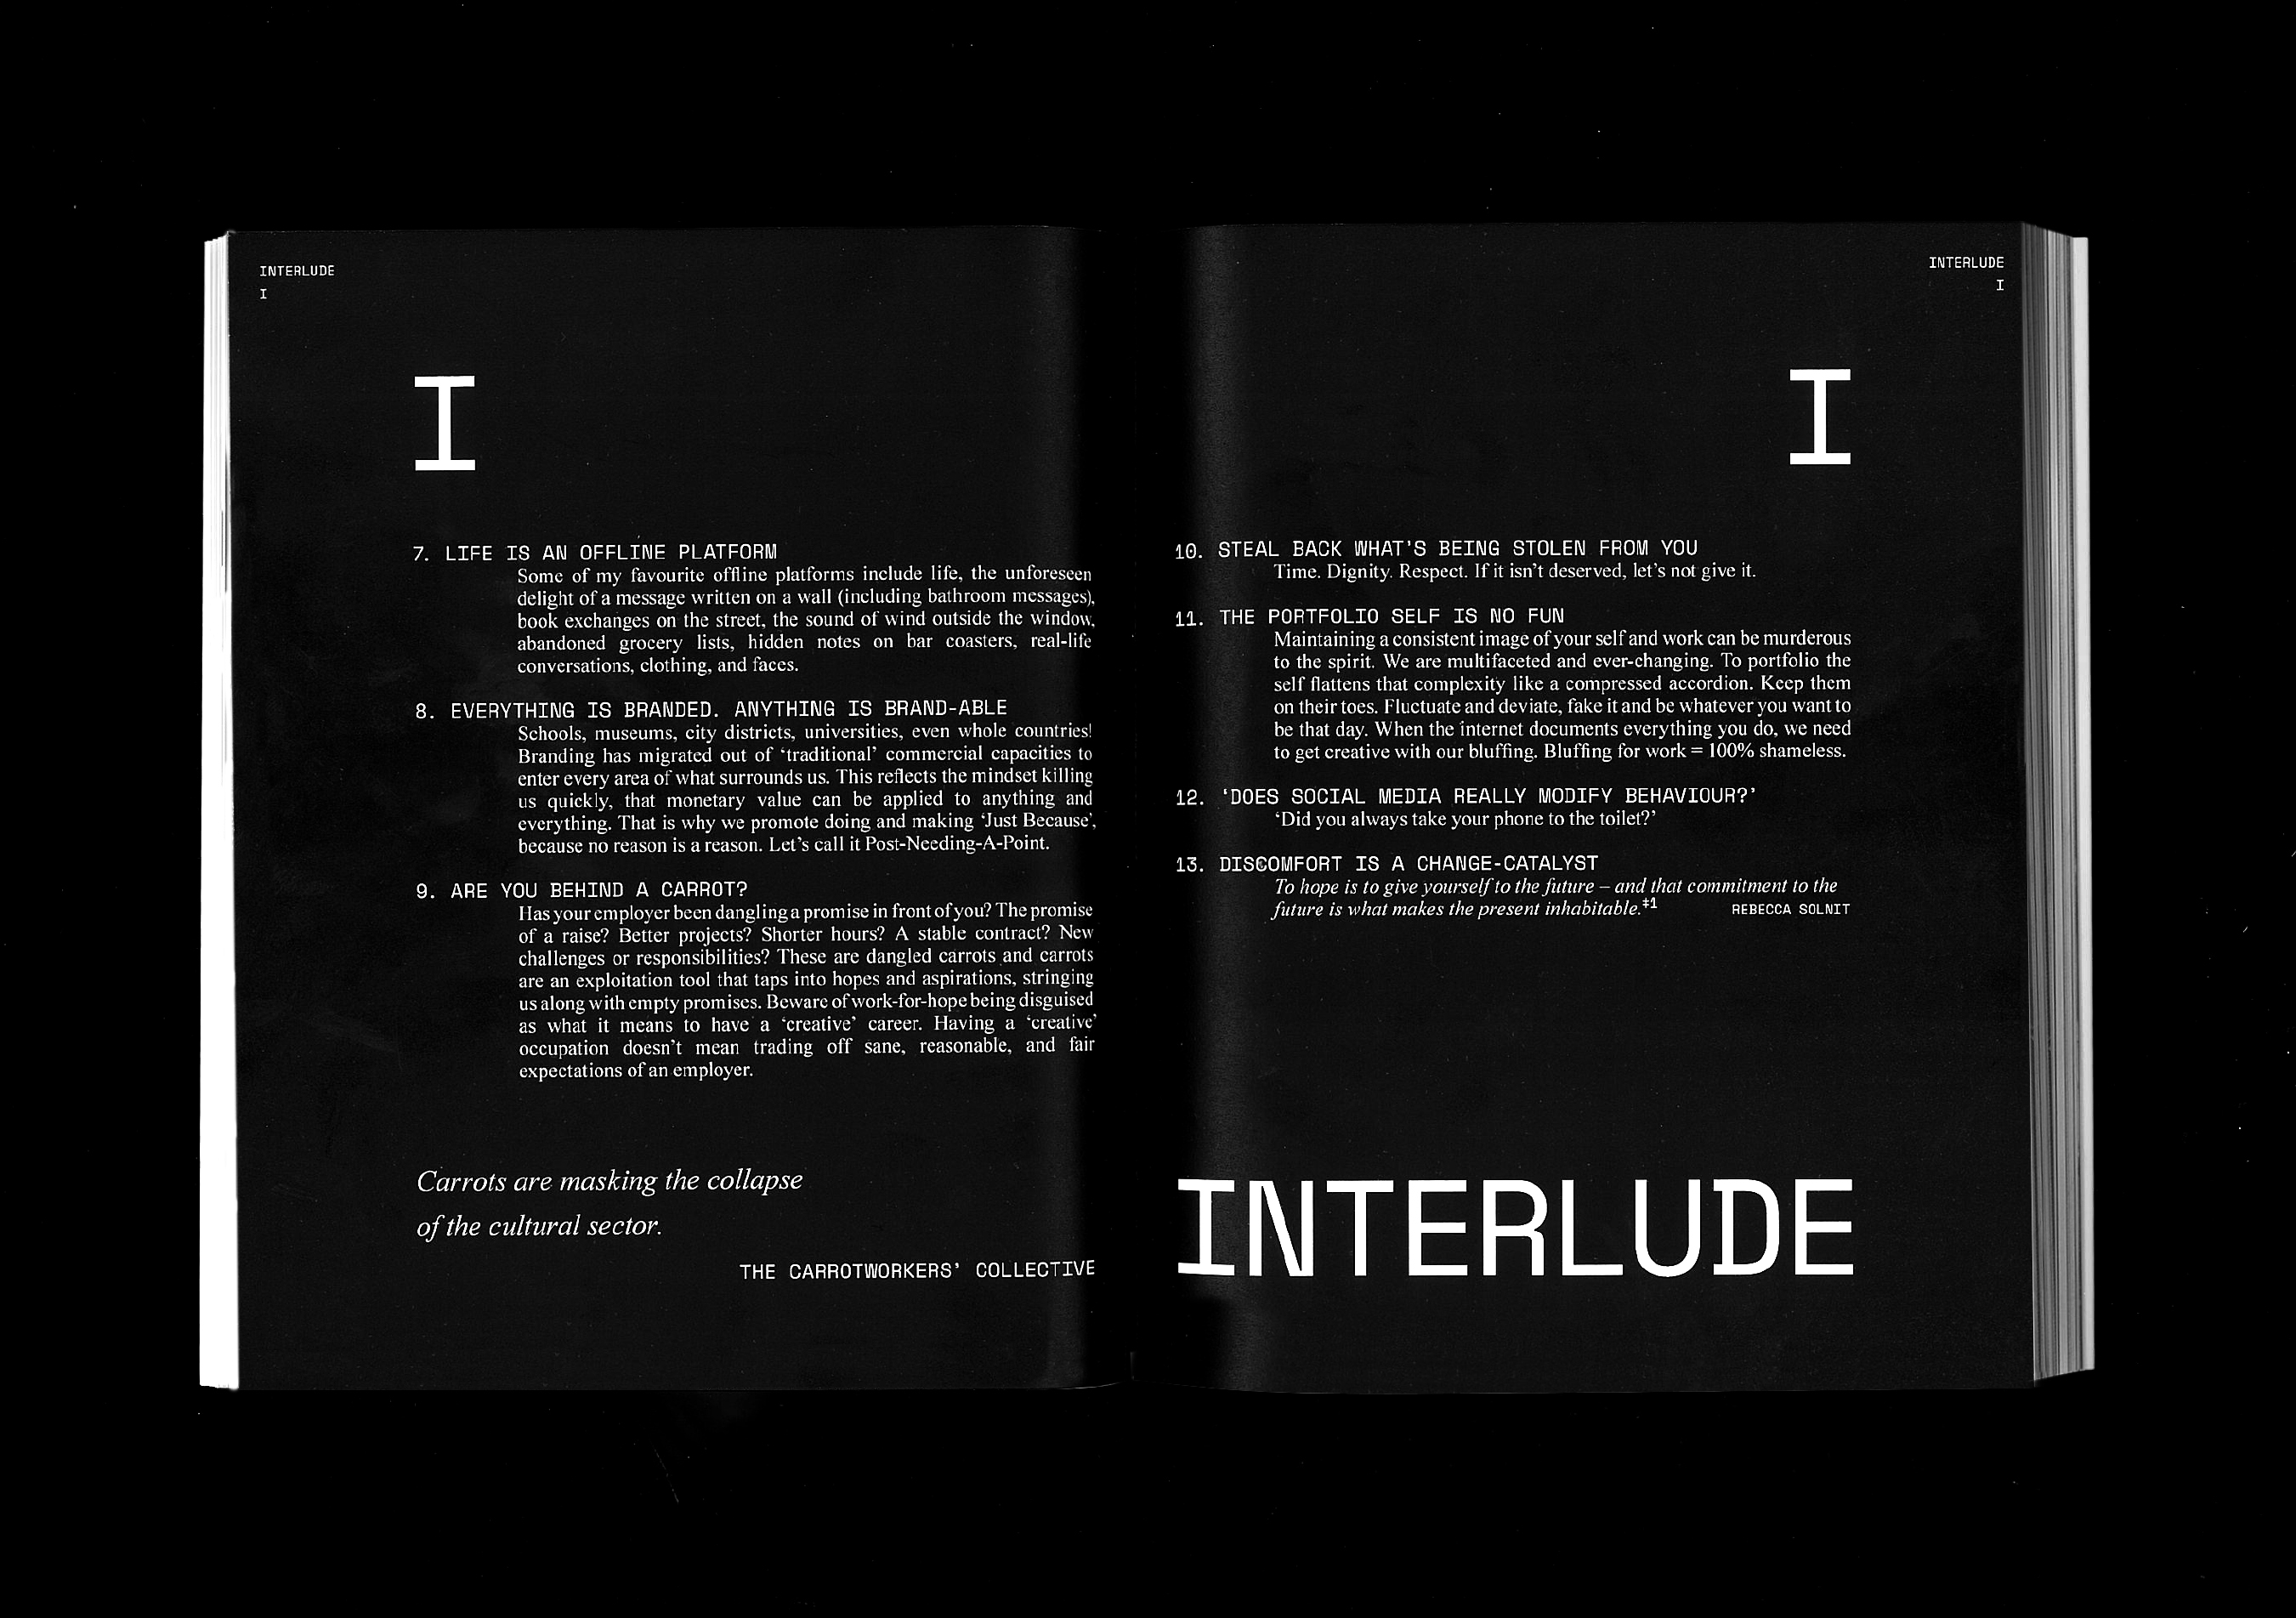 INTERLUDE
I
I
7. LIFE IS AN OFFLINE PLATFORM
Some of my favourite offline platforms include life, the unforeseen
delight of a message written on a wall (including bathroom messages),
book exchanges on the street, the sound of wind outside the window,
abandoned grocery lists, hidden notes on bar coasters, real-life
conversations, clothing, and faces.
8. EVERYTHING IS BRANDED. ANYTHING IS BRAND-ABLE
Schools, museums, city districts, universities, even whole countries!
Branding has migrated out of ‘traditional’ commercial capacities to
enter every area of what surrounds us. This reflects the mindset killing
us quickly, that monetary value can be applied to anything and
everything. That is why we promote doing and making ‘Just Because’,
because no reason is a reason. Let’s call it Post-Needing-A-Point.
9. ARE YOU BEHIND A CARROT?
Has your employer been dangling a promise in front of you? The promise
of a raise? Better projects? Shorter hours? A stable contract? New
challenges or responsibilities? These are dangled carrots and carrots
are an exploitation tool that taps into hopes and aspirations, stringing
us along with empty promises. Beware of work-for-hope being disguised
as what it means to have a ‘creative’ career. Having a ‘creative’
occupation doesn’t mean trading off sane, reasonable, and fair
expectations of an employer.
Carrots are masking the collapse
of the cultural sector.
THE CARROTWORKERS’ COLLECTIVE
INTERLUDE
I
I
10. STEAL BACK WHAT’S BEING STOLEN FROM YOU
Time. Dignity. Respect. If it isn’t deserved, let’s not give it.
11. THE PORTFOLIO SELF IS NO FUN
Maintaining a consistent image of your self and work can be murderous
to the spirit. We are multifaceted and ever-changing. To portfolio the
self flattens that complexity like a compressed accordion. Keep them
on their toes. Fluctuate and deviate, fake it and be whatever you want to
be that day. When the internet documents everything you do, we need
to get creative with our bluffing. Bluffing for work = 100% shameless.
12. ‘DOES SOCIAL MEDIA REALLY MODIFY BEHAVIOUR?’
‘Did you always take your phone to the toilet?’
13. DISCOMFORT IS A CHANGE-CATALYST
To hope is to give yourself to the future – and that commitment to the
future is what makes the present inhabitable.‡1 REBECCA SOLNIT
INTERLUDE